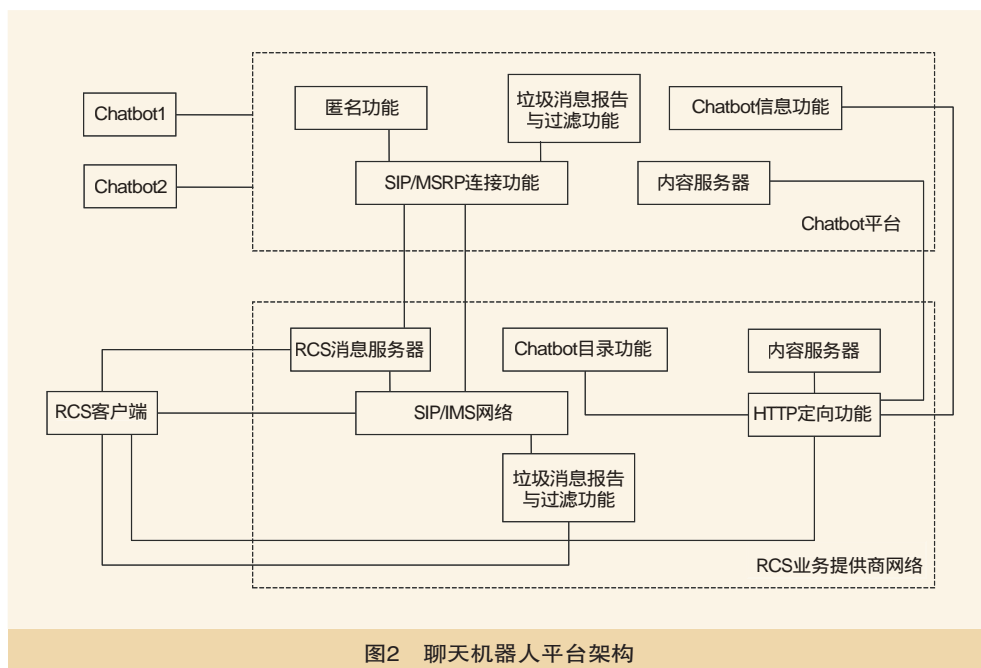 Chatbot1
Chatbot2
匿名功能
垃圾消息报告
与过滤功能
Chatbot信息功能
SIP/MSRP连接功能
内容服务器
Chatbot平台
RCS消息服务器
Chatbot目录功能
内容服务器
RCS客户端
SIP/IMS网络
HTTP定向功能
垃圾消息报告
与过滤功能
RCS业务提供商网络
图2 聊天机器人平台架构